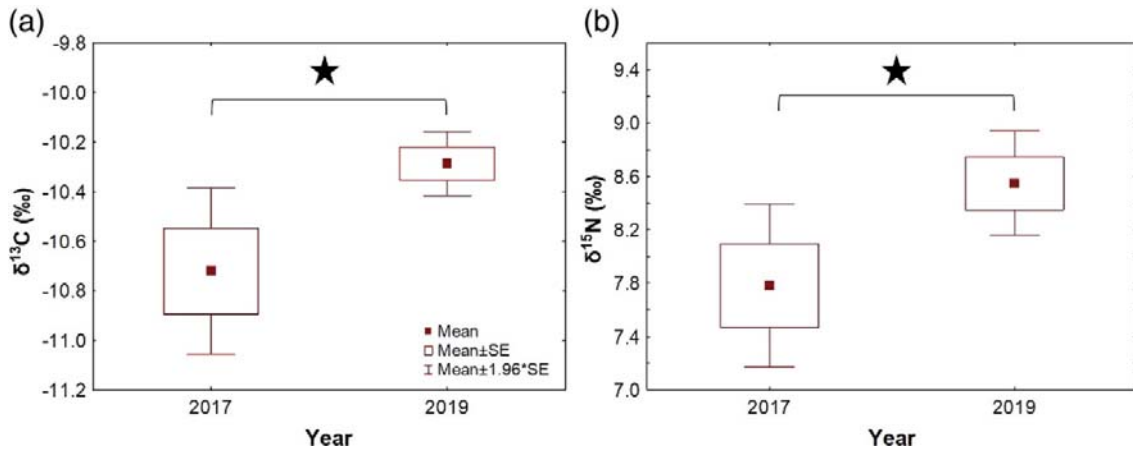 (a)
-9.8
-10.0
-10.2
-10.4
-10.6
-10.8
-11.0
-11.2
δ¹³C (‰)
Mean
Mean±SE
Mean±1.96*SE
2017 2019
Year
(b)
9.4
9.0
8.6
8.2
7.8
7.4
7.0
δ¹⁵N (‰)
2017 2019
Year